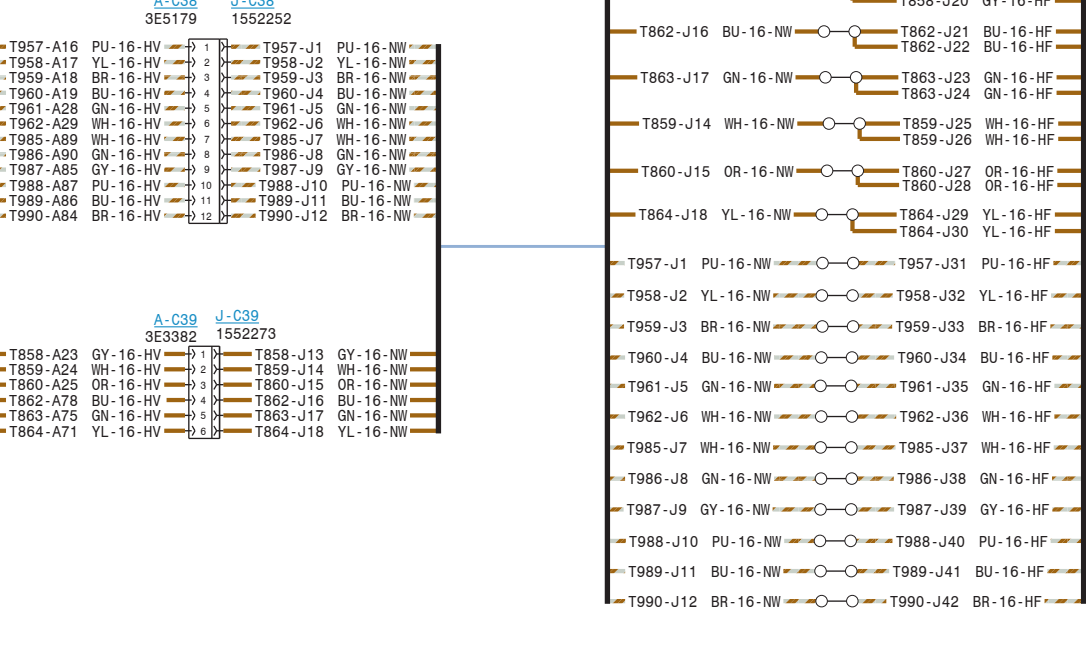 A-C38 J-C38
3E5179 1552252
T957-A16 PU-16-HV 1 T957-J1 PU-16-NW
T958-A17 YL-16-HV 2 T958-J2 YL-16-NW
T959-A18 BR-16-HV 3 T959-J3 BR-16-NW
T960-A19 BU-16-HV 4 T960-J4 BU-16-NW
T961-A28 GN-16-HV 5 T961-J5 GN-16-NW
T962-A29 WH-16-HV 6 T962-J6 WH-16-NW
T985-A89 WH-16-HV 7 T985-J7 WH-16-NW
T986-A90 GN-16-HV 8 T986-J8 GN-16-NW
T987-A85 GY-16-HV 9 T987-J9 GY-16-NW
T988-A87 PU-16-HV 10 T988-J10 PU-16-NW
T989-A86 BU-16-HV 11 T989-J11 BU-16-NW
T990-A84 BR-16-HV 12 T990-J12 BR-16-NW
A-C39 J-C39
3E3382 1552273
T858-A23 GY-16-HV 1 T858-J13 GY-16-NW
T859-A24 WH-16-HV 2 T859-J14 WH-16-NW
T860-A25 OR-16-HV 3 T860-J15 OR-16-NW
T862-A78 BU-16-HV 4 T862-J16 BU-16-NW
T863-A75 GN-16-HV 5 T863-J17 GN-16-NW
T864-A71 YL-16-HV 6 T864-J18 YL-16-NW
T858-J20 GY-16-HF
T862-J16 BU-16-NW T862-J21 BU-16-HF
T862-J22 BU-16-HF
T863-J17 GN-16-NW T863-J23 GN-16-HF
T863-J24 GN-16-HF
T859-J14 WH-16-NW T859-J25 WH-16-HF
T859-J26 WH-16-HF
T860-J15 OR-16-NW T860-J27 OR-16-HF
T860-J28 OR-16-HF
T864-J18 YL-16-NW T864-J29 YL-16-HF
T864-J30 YL-16-HF
T957-J1 PU-16-NW T957-J31 PU-16-HF
T958-J2 YL-16-NW T958-J32 YL-16-HF
T959-J3 BR-16-NW T959-J33 BR-16-HF
T960-J4 BU-16-NW T960-J34 BU-16-HF
T961-J5 GN-16-NW T961-J35 GN-16-HF
T962-J6 WH-16-NW T962-J36 WH-16-HF
T985-J7 WH-16-NW T985-J37 WH-16-HF
T986-J8 GN-16-NW T986-J38 GN-16-HF
T987-J9 GY-16-NW T987-J39 GY-16-HF
T988-J10 PU-16-NW T988-J40 PU-16-HF
T989-J11 BU-16-NW T989-J41 BU-16-HF
T990-J12 BR-16-NW T990-J42 BR-16-HF